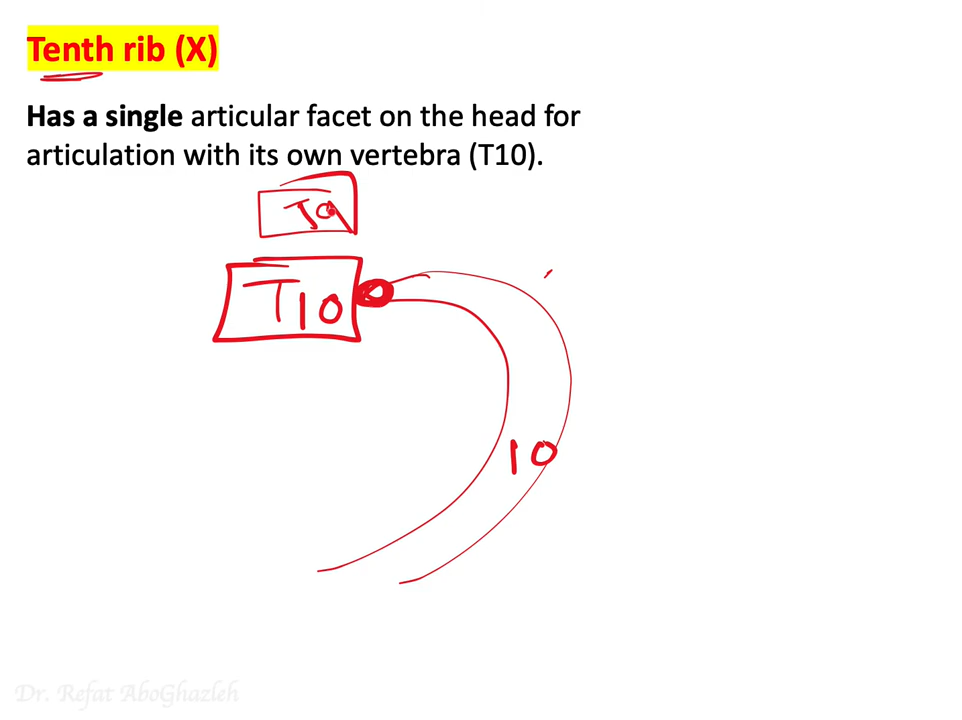 Tenth rib (X)
Has a single articular facet on the head for
articulation with its own vertebra (T10).
T9
T10
10
Dr. Refat AboGhazleh